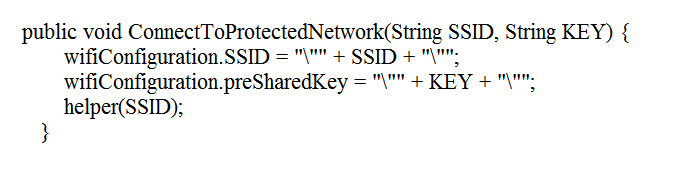 public void ConnectToProtectedNetwork(String SSID, String KEY) {
wifiConfiguration.SSID = "\"" + SSID + "\"";
wifiConfiguration.preSharedKey = "\"" + KEY + "\"";
helper(SSID);
}